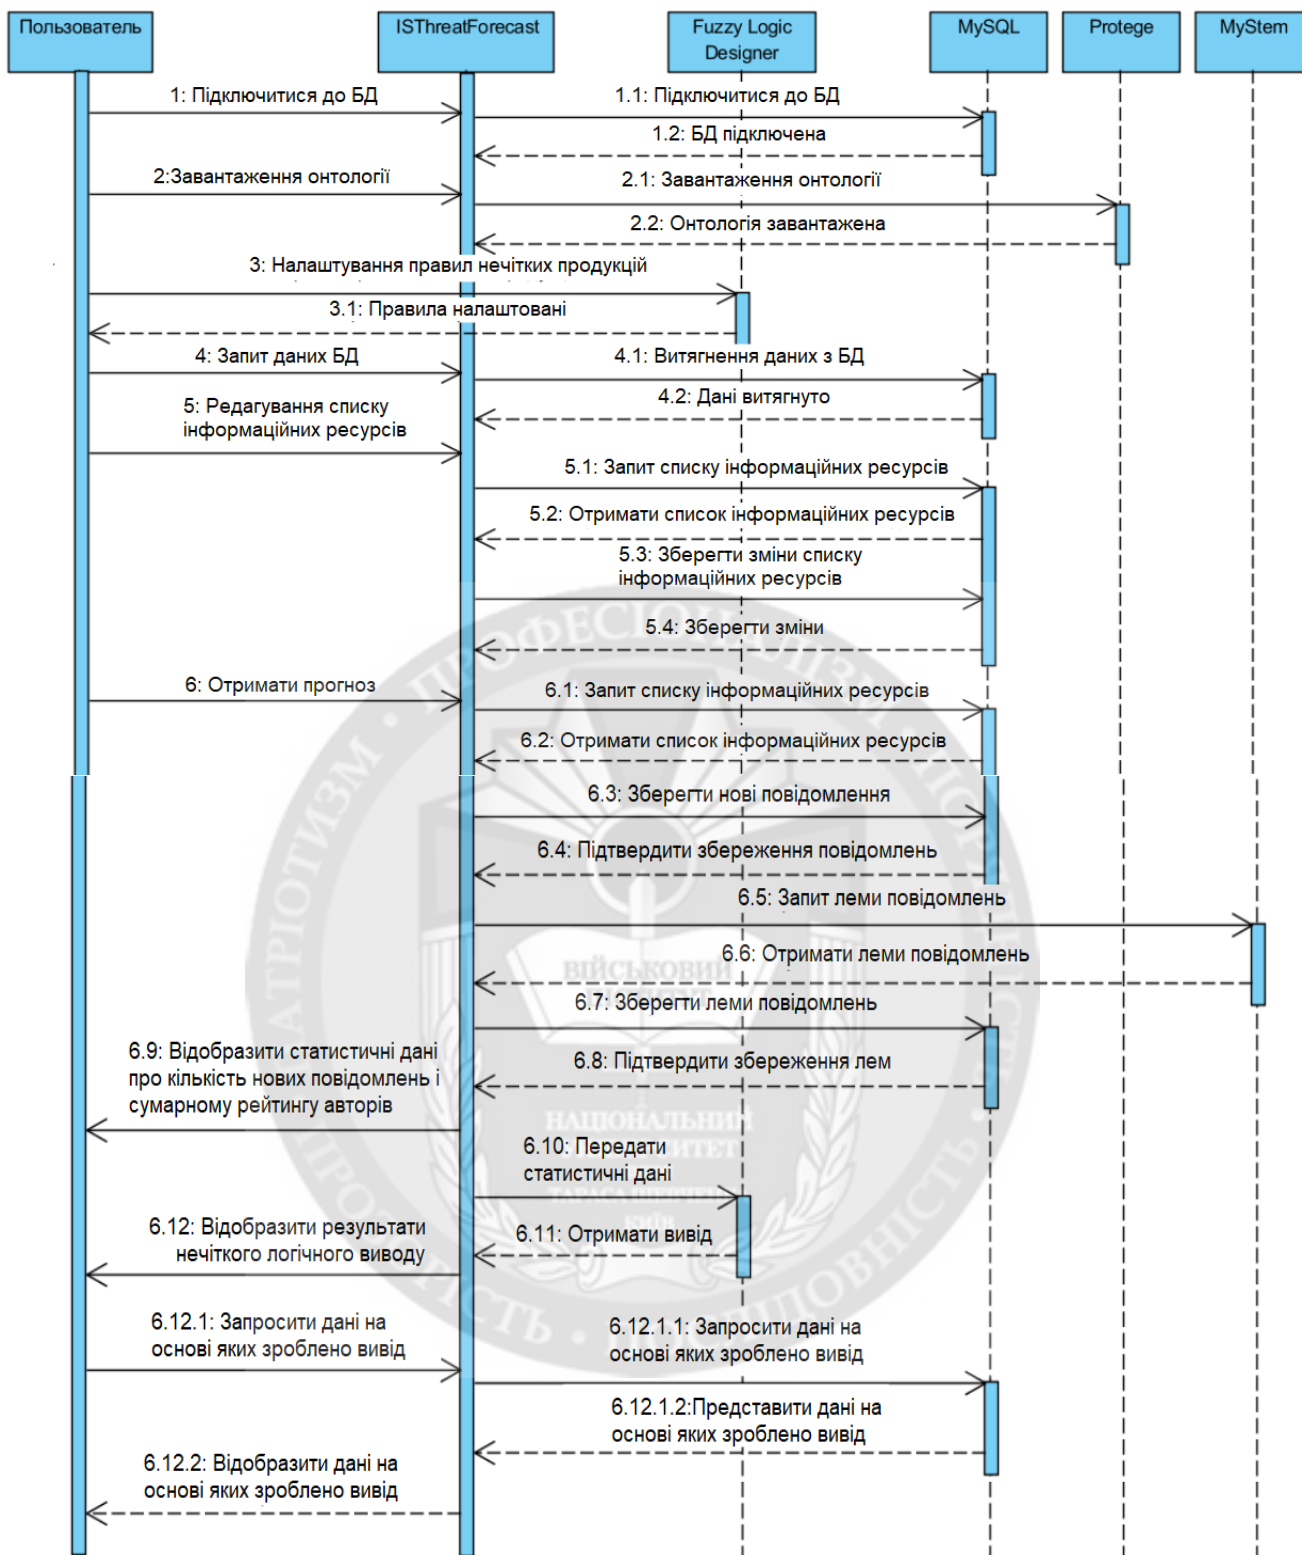 Пользователь
ISThreatForecast
Fuzzy Logic
Designer
MySQL
Protege
MyStem
1: Підключитися до БД
1.1: Підключитися до БД
1.2: БД підключена
2:Завантаження онтології
2.1: Завантаження онтології
2.2: Онтологія завантажена
3: Налаштування правил нечітких продукцій
3.1: Правила налаштовані
4: Запит даних БД
4.1: Витягнення даних з БД
4.2: Дані витягнуто
5: Редагування списку
інформаційних ресурсів
5.1: Запит списку інформаційних ресурсів
5.2: Отримати список інформаційних ресурсів
5.3: Зберегти зміни списку
інформаційних ресурсів
5.4: Зберегти зміни
6: Отримати прогноз
6.1: Запит списку інформаційних ресурсів
6.2: Отримати список інформаційних ресурсів
6.3: Зберегти нові повідомлення
6.4: Підтвердити збереження повідомлень
6.5: Запит леми повідомлень
6.6: Отримати леми повідомлень
6.7: Зберегти леми повідомлень
6.8: Підтвердити збереження лем
6.9: Відобразити статистичні дані
про кількість нових повідомлень і
сумарному рейтингу авторів
6.10: Передати
статистичні дані
6.11: Отримати вивід
6.12: Відобразити результати
нечіткого логічного виводу
6.12.1: Запросити дані на
основі яких зроблено вивід
6.12.1.1: Запросити дані на
основі яких зроблено вивід
6.12.1.2:Представити дані на
основі яких зроблено вивід
6.12.2: Відобразити дані на
основі яких зроблено вивід
ВІЙСЬКОВИЙ
НАЦІОНАЛЬНИЙ
КИЇВ